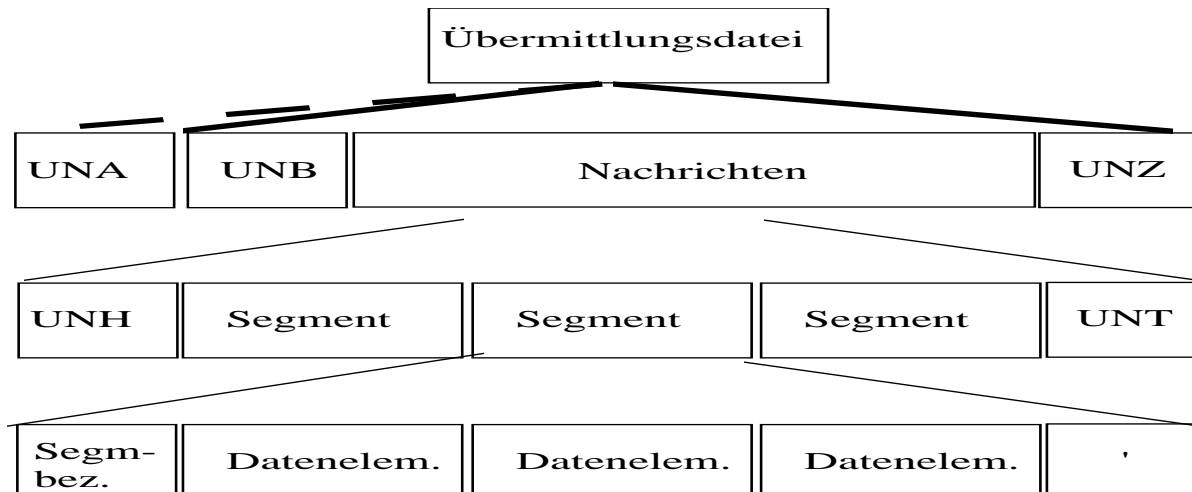 Übermittlungsdatei
UNA UNB Nachrichten UNZ
UNH Segment Segment Segment UNT
Segm-
bez. Datenelem. Datenelem. Datenelem. '